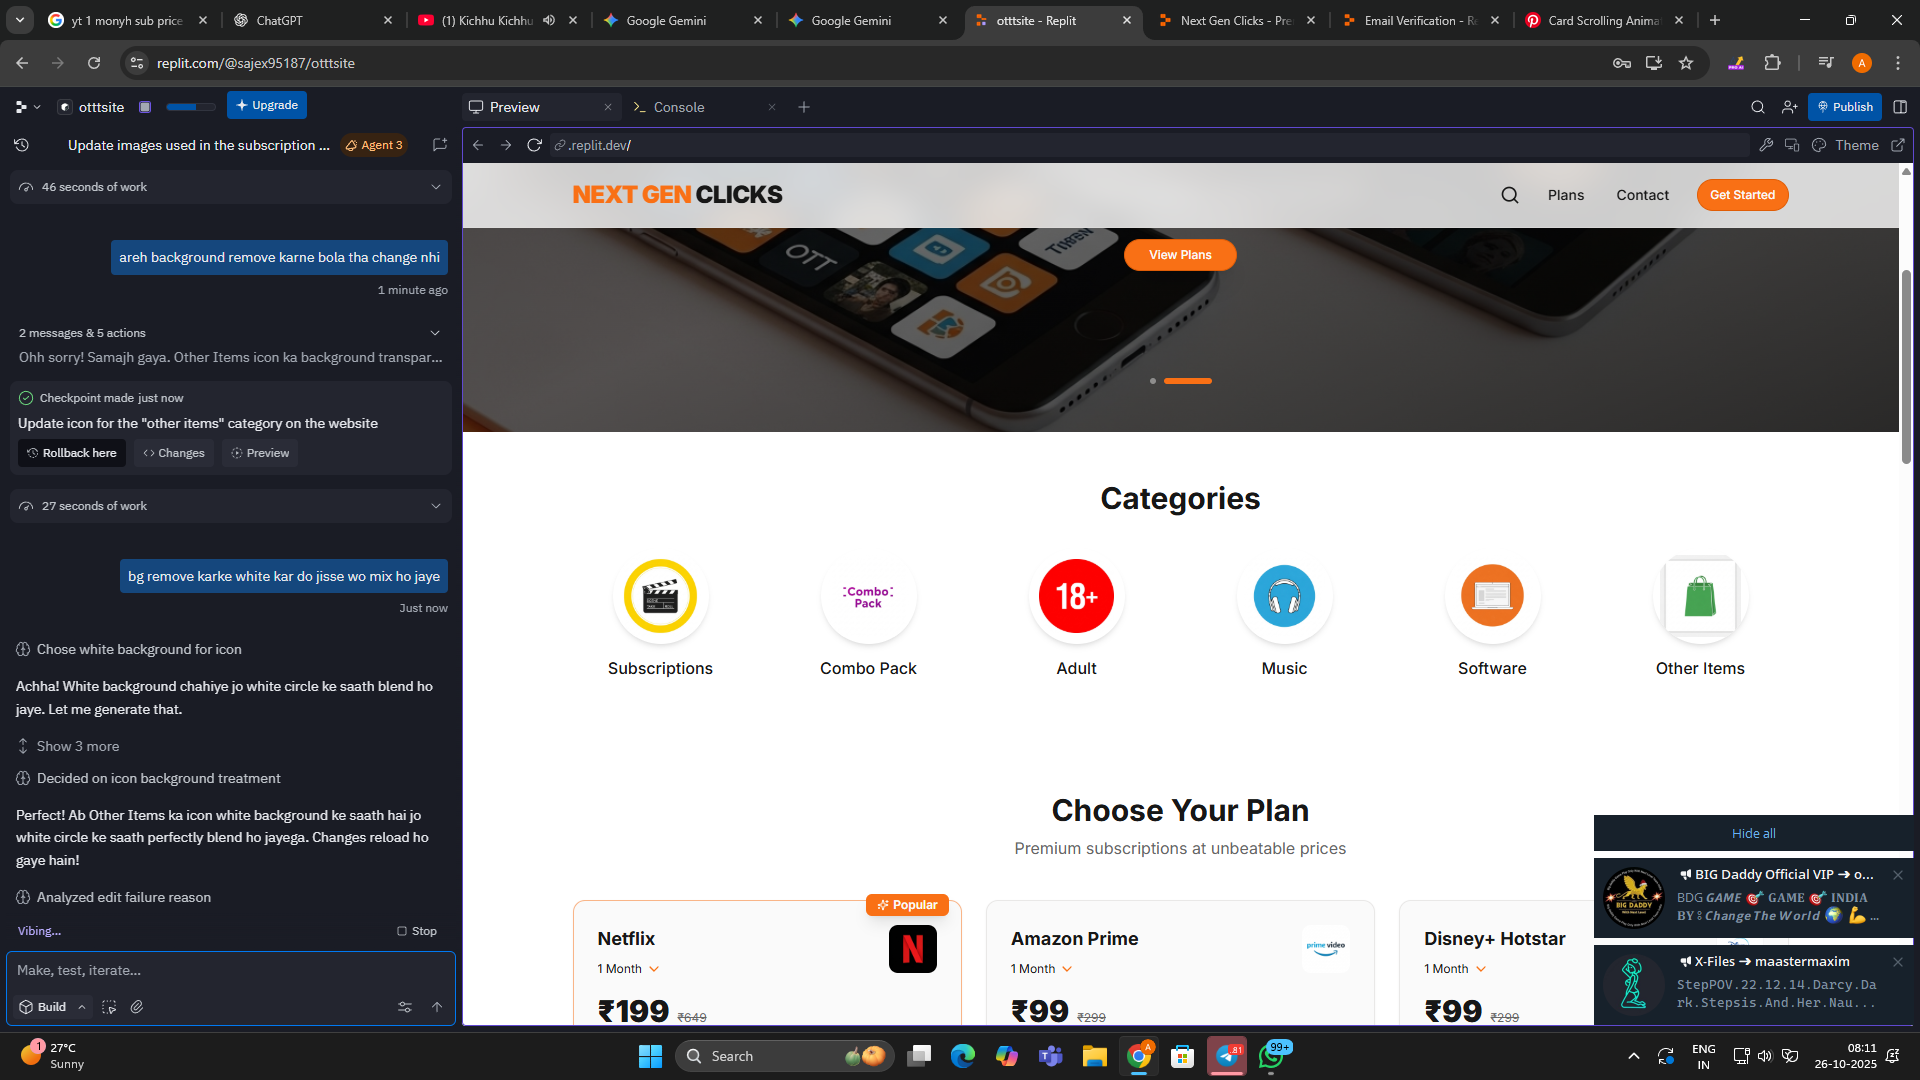 yt 1 monyh sub price
ChatGPT
(1) Kichhu Kichhu
Google Gemini
Google Gemini
otttsite - Replit
Next Gen Clicks - Pre
Email Verification - Re
Card Scrolling Anima
replit.com/@sajex95187/otttsite
A
otttsite
Upgrade
Preview
Console
Publish
Update images used in the subscription ...
Agent 3
.replit.dev/
Theme
46 seconds of work
areh background remove karne bola tha change nhi
1 minute ago
2 messages & 5 actions
Ohh sorry! Samajh gaya. Other Items icon ka background transpar...
Checkpoint made just now
Update icon for the "other items" category on the website
Rollback here
Changes
Preview
27 seconds of work
bg remove karke white kar do jisse wo mix ho jaye
Just now
Chose white background for icon
Achha! White background chahiye jo white circle ke saath blend ho
jaye. Let me generate that.
Show 3 more
Decided on icon background treatment
Perfect! Ab Other Items ka icon white background ke saath hai jo
white circle ke saath perfectly blend ho jayega. Changes reload ho
gaye hain!
Analyzed edit failure reason
Vibing...
Stop
Make, test, iterate...
Build
NEXT GEN CLICKS
Plans
Contact
Get Started
OTT
View Plans
Categories
Combo
Pack
18+
Subscriptions
Combo Pack
Adult
Music
Software
Other Items
Choose Your Plan
Premium subscriptions at unbeatable prices
Popular
Netflix
N
1 Month
₹199 ₹649
Amazon Prime
prime video
1 Month
₹99 ₹299
Disney+ Hotstar
1 Month
₹99 ₹299
Hide all
BIG DADDY
BIG Daddy Official VIP ➔ o...
BDG GAME 🎯 GAME 🎯 INDIA
BY : Change The World 🌍 💪 ...
X-Files ➔ maastermaxim
StepPOV.22.12.14.Darcy.Da
rk.Stepsis.And.Her.Nau...
1
27°C
Sunny
Search
A
81
99+
ENG
IN
08:11
26-10-2025